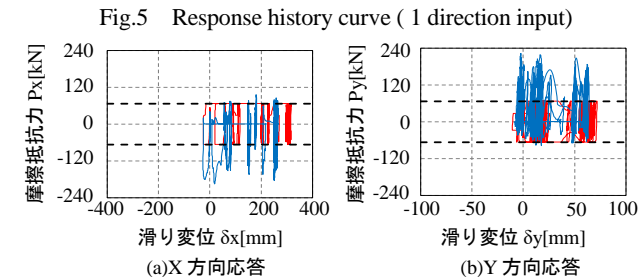 Fig.5 Response history curve ( 1 direction input)
240
120
0
-120
-240
摩擦抵抗力 Px[kN]
-400 -200 0 200 400
滑り変位 δx[mm]
(a)X 方向応答
240
120
0
-120
-240
摩擦抵抗力 Py[kN]
-100 -50 0 50 100
滑り変位 δy[mm]
(b)Y 方向応答